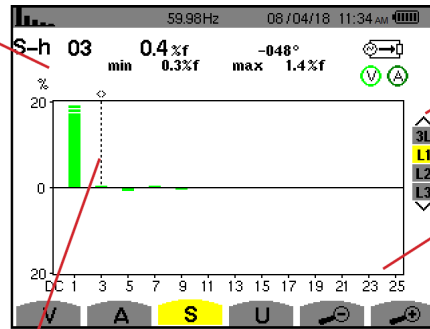 59.98Hz 08/04/18 11:34 AM
S-h 03 0.4 %f -048°
min 0.3%f max 1.4%f
V A
%
20
3L
L1
L2
L3
0
20
DC 1 3 5 7 9 11 13 15 17 19 21 23 25
V A S U